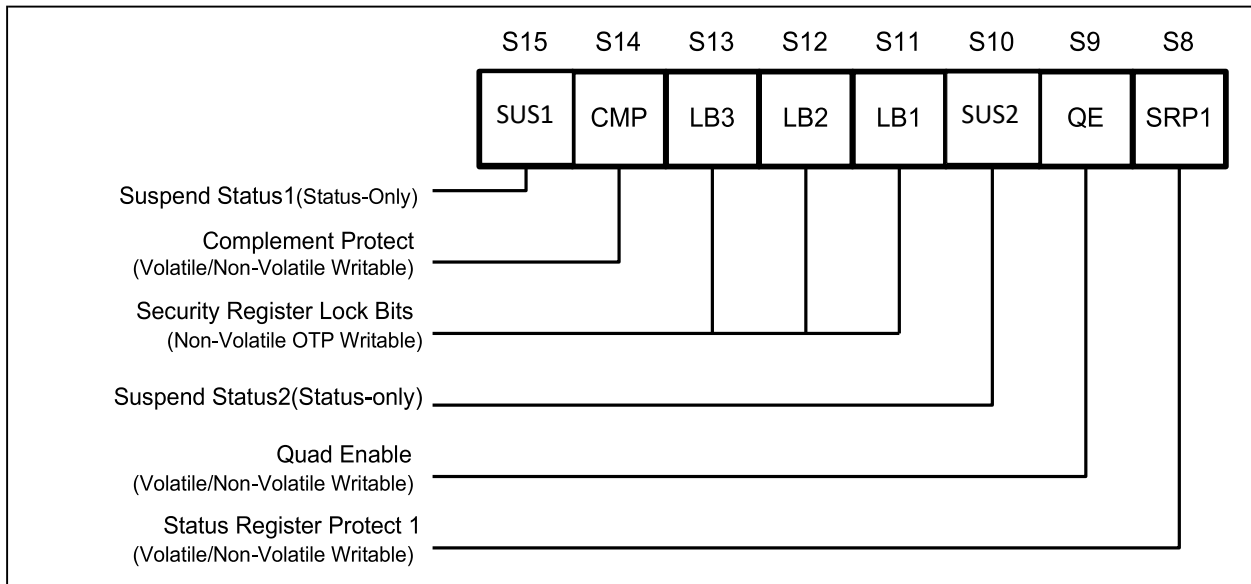 S15 S14 S13 S12 S11 S10 S9 S8
SUS1 CMP LB3 LB2 LB1 SUS2 QE SRP1
Suspend Status1(Status-Only)
Complement Protect
(Volatile/Non-Volatile Writable)
Security Register Lock Bits
(Non-Volatile OTP Writable)
Suspend Status2(Status-only)
Quad Enable
(Volatile/Non-Volatile Writable)
Status Register Protect 1
(Volatile/Non-Volatile Writable)